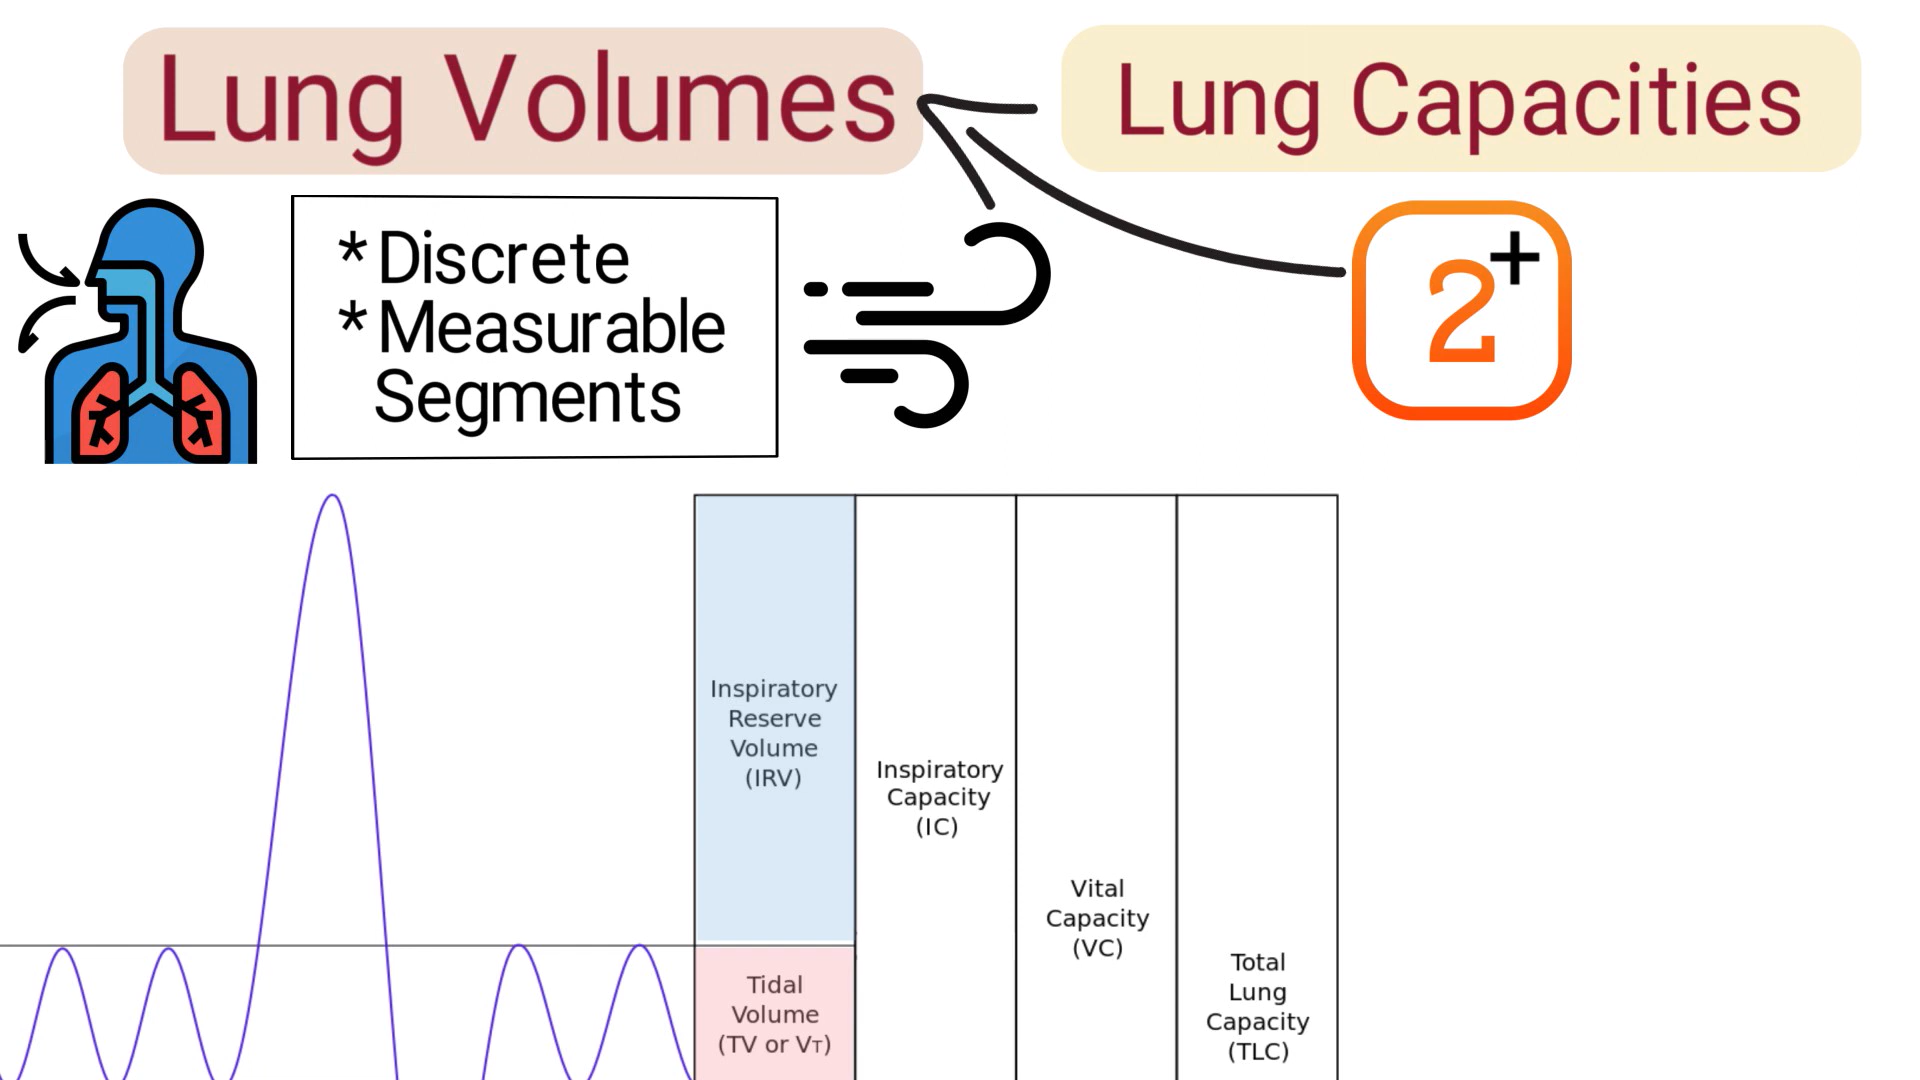 Lung Volumes
Lung Capacities
* Discrete
* Measurable
Segments
2+
Inspiratory
Reserve
Volume
(IRV)
Inspiratory
Capacity
(IC)
Vital
Capacity
(VC)
Tidal
Volume
(TV or VT)
Total
Lung
Capacity
(TLC)